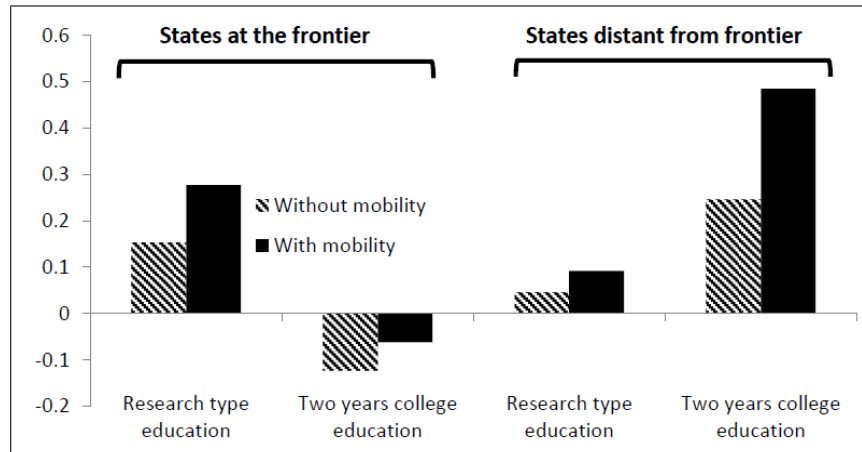 States at the frontier
States distant from frontier
0.6
0.5
0.4
0.3
0.2
0.1
0
-0.1
-0.2
Without mobility
With mobility
Research type
education
Two years college
education
Research type
education
Two years college
education